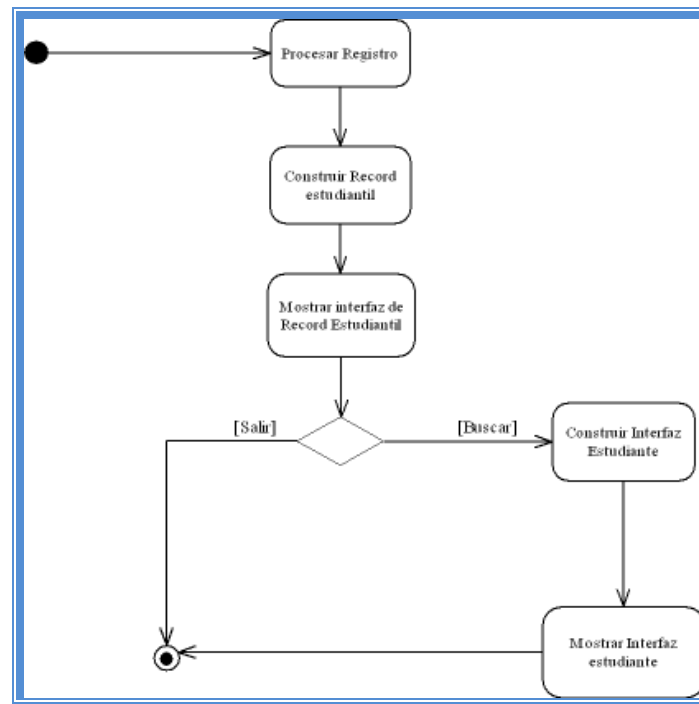 Procesar Registro
Construir Record
estudiantil
Mostrar interfaz de
Record Estudiantil
[Salir]
[Buscar]
Construir Interfaz
Estudiante
Mostrar Interfaz
estudiante